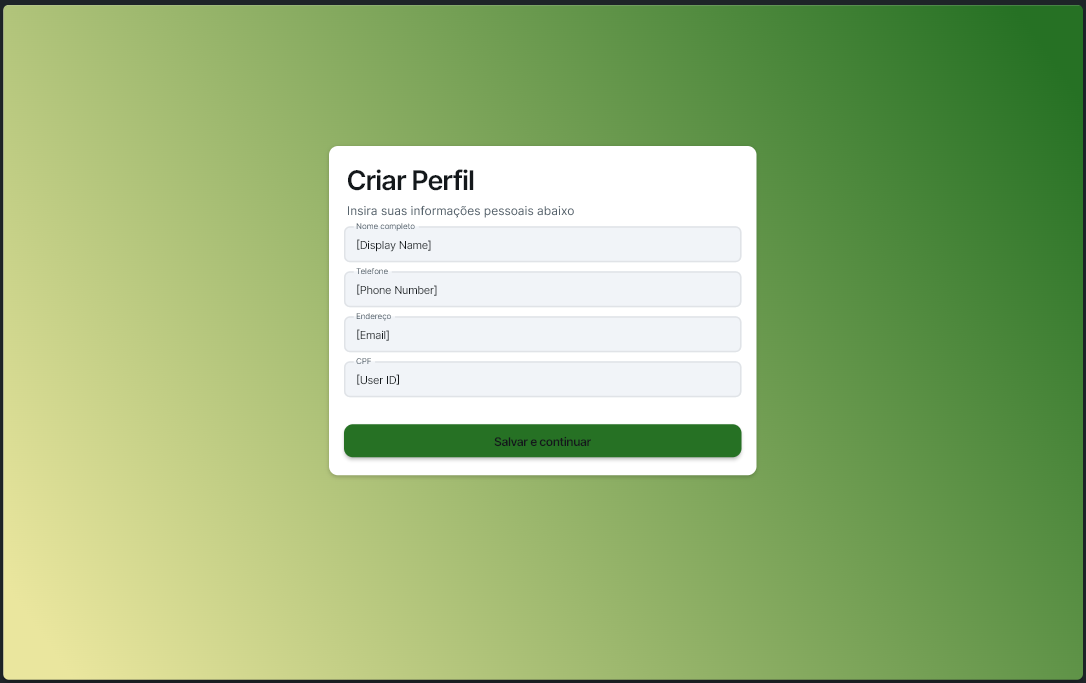 Criar Perfil
Insira suas informações pessoais abaixo
Nome completo
[Display Name]
Telefone
[Phone Number]
Endereço
[Email]
CPF
[User ID]
Salvar e continuar